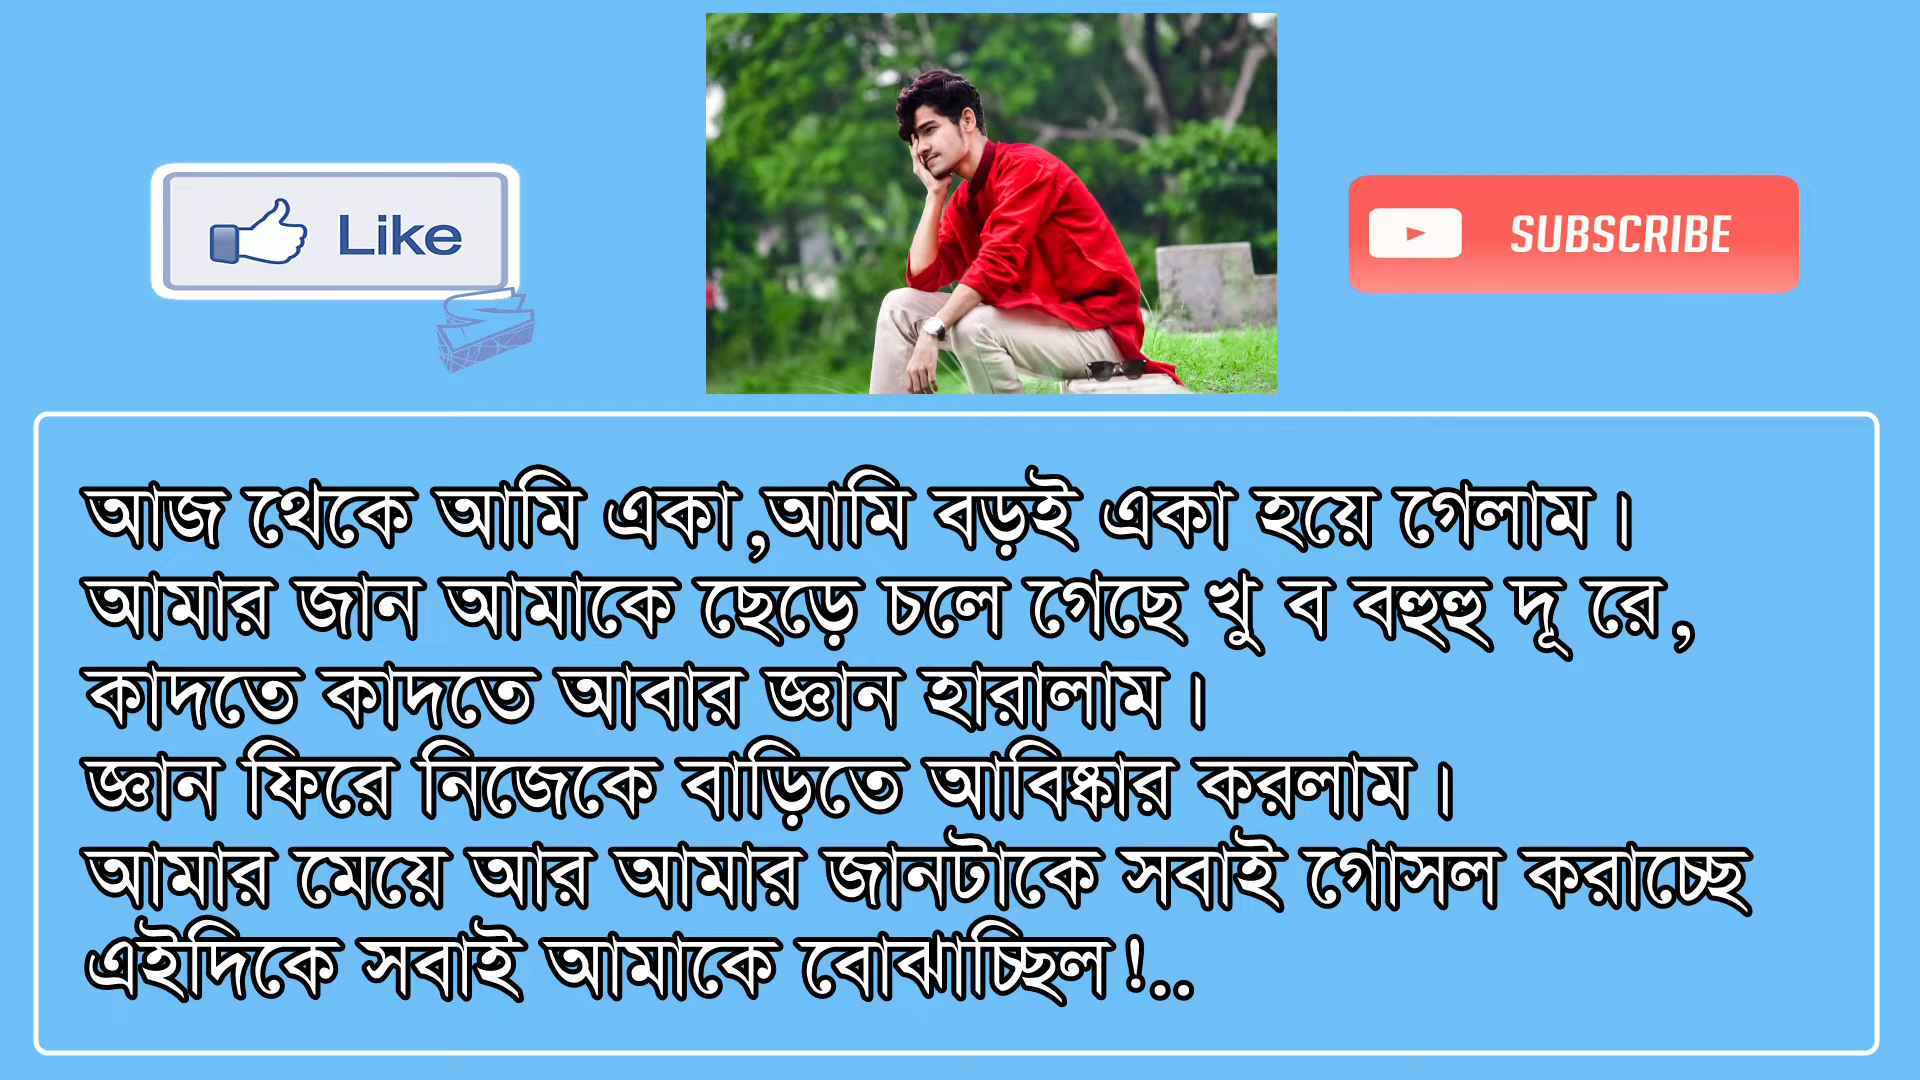 Like
SUBSCRIBE
আজ থেকে আমি একা,আমি বড়ই একা হয়ে গেলাম।
আমার জান আমাকে ছেড়ে চলে গেছে খু ব বহুহু দূ রে,
কাদতে কাদতে আবার জ্ঞান হারালাম।
জ্ঞান ফিরে নিজেকে বাড়িতে আবিষ্কার করলাম।
আমার মেয়ে আর আমার জানটাকে সবাই গোসল করাচ্ছে
এইদিকে সবাই আমাকে বোঝাচ্ছিল!..